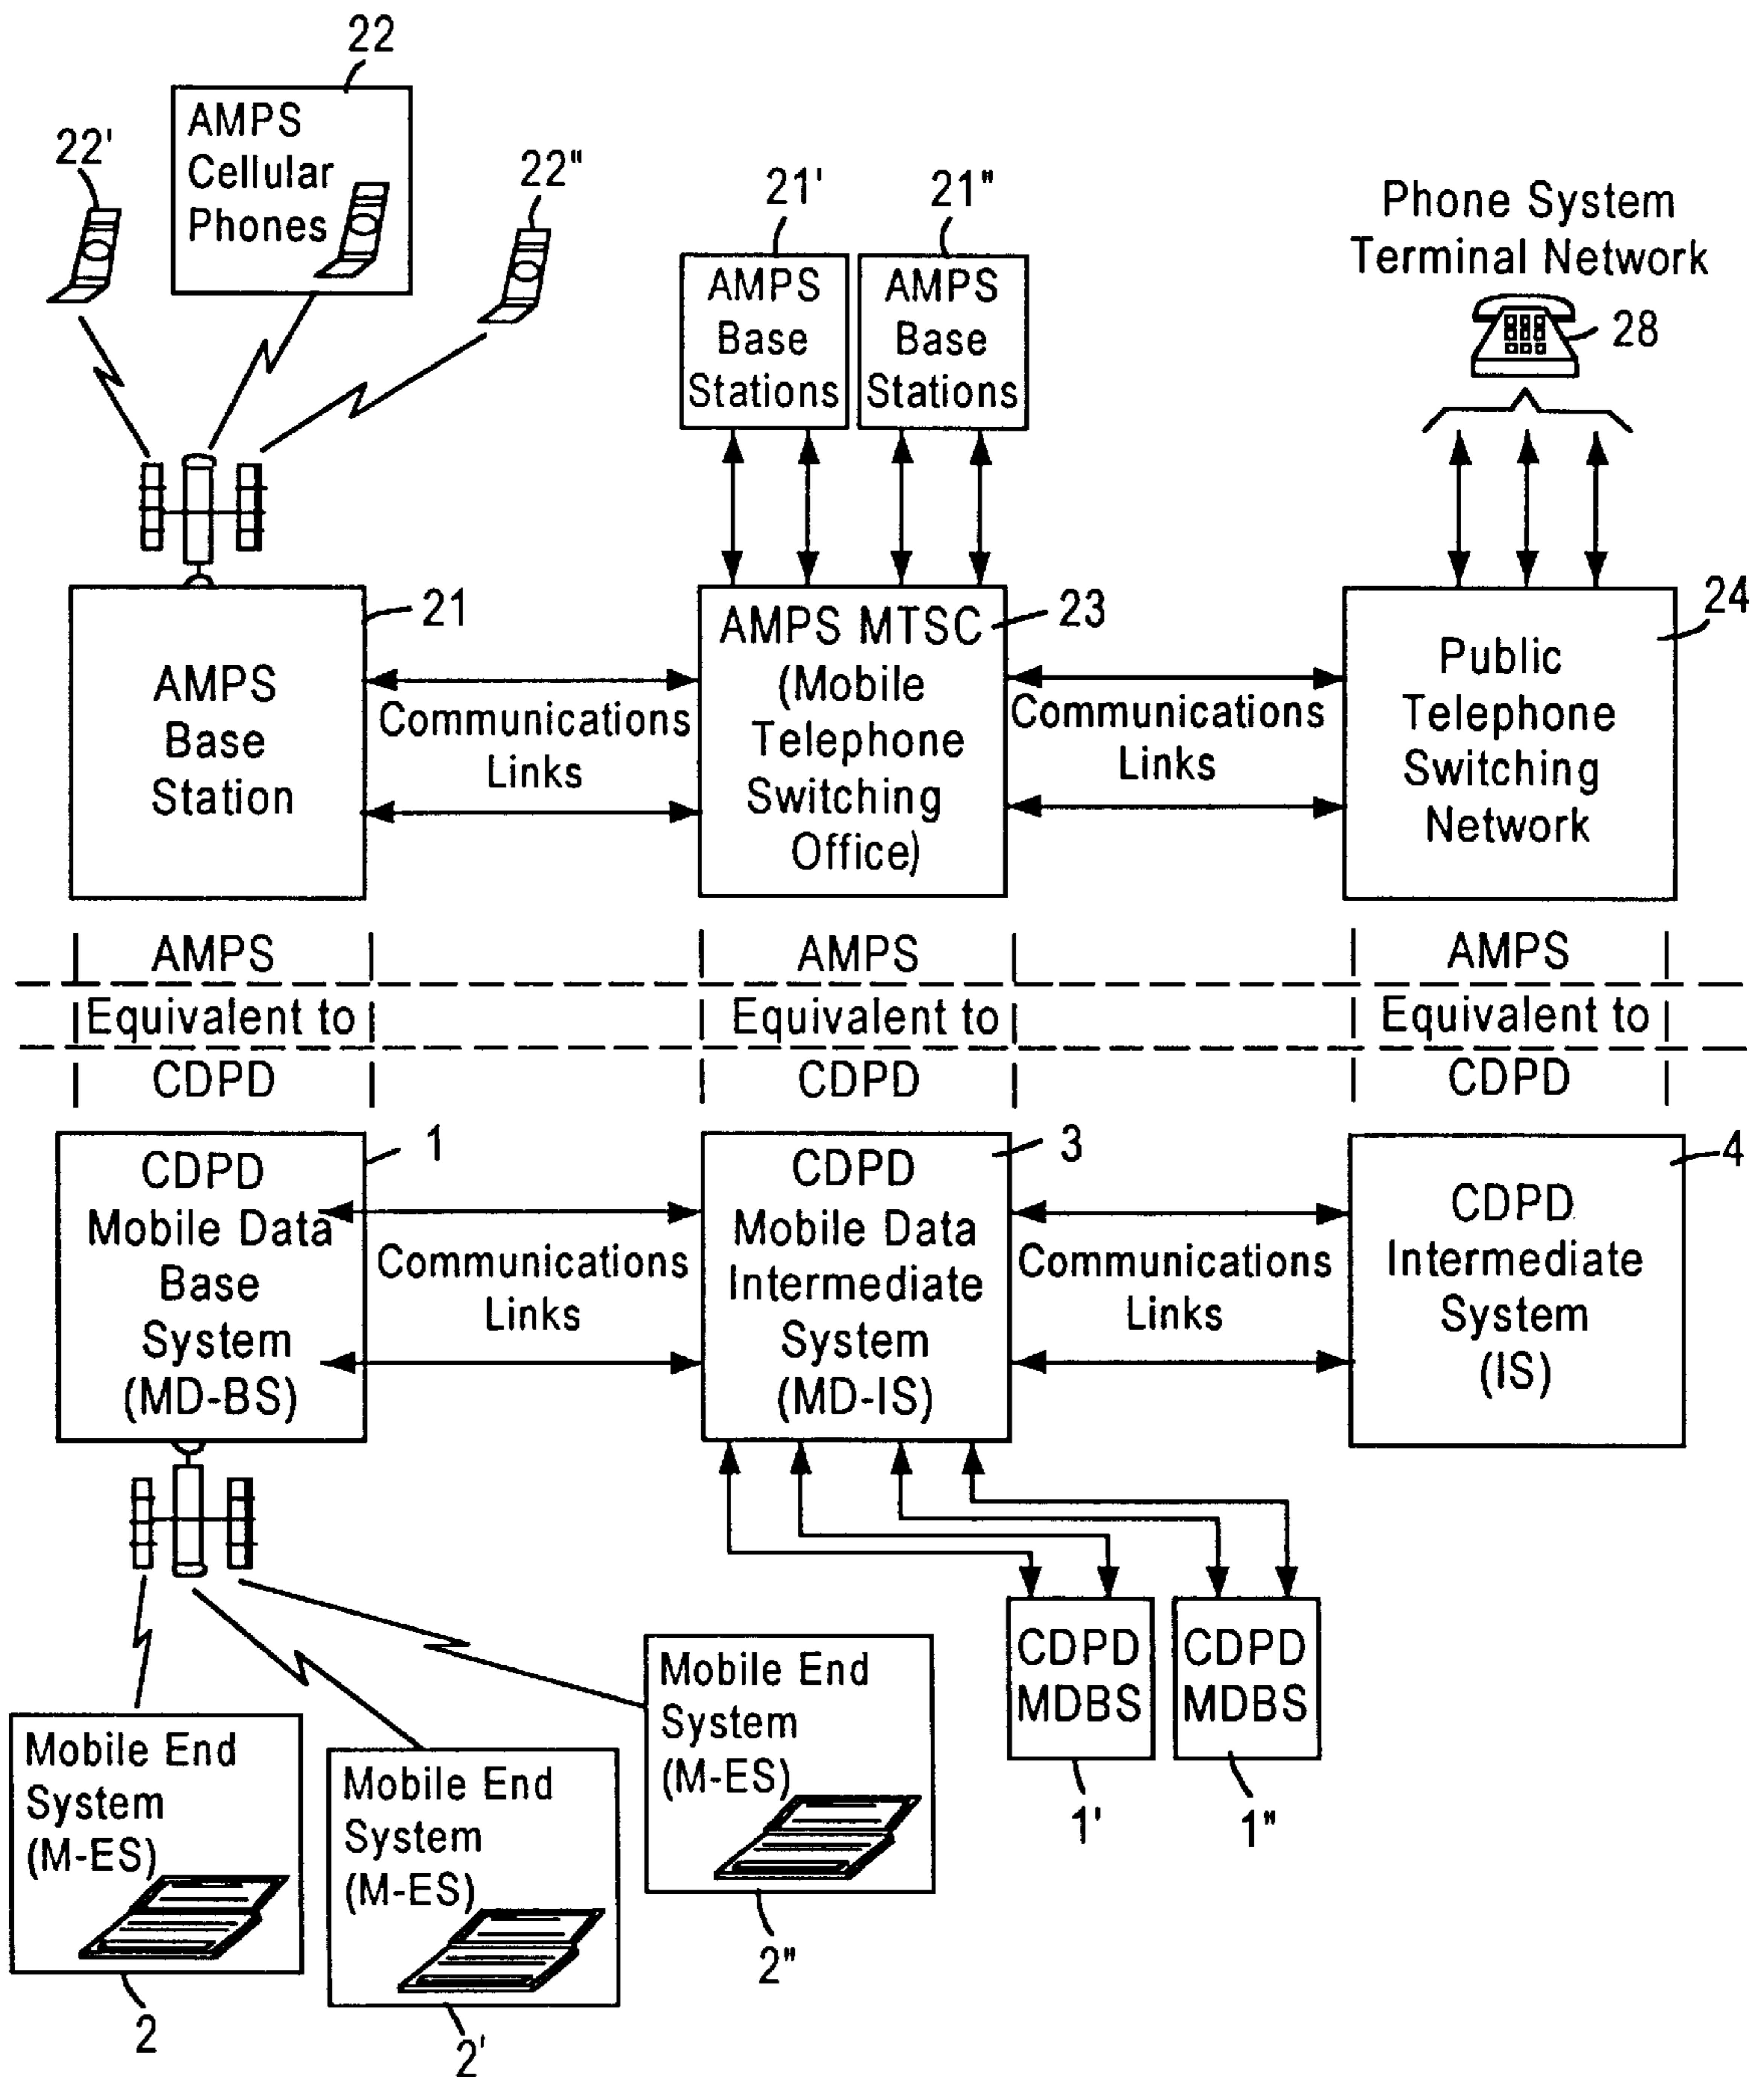 22
AMPS
Cellular
Phones
22'
22"
21'
21"
AMPS
Base
Stations
AMPS
Base
Stations
Phone System
Terminal Network
28
21
AMPS
Base
Station
Communications
Links
23
AMPS MTSC
(Mobile
Telephone
Switching
Office)
Communications
Links
24
Public
Telephone
Switching
Network
AMPS
Equivalent to
CDPD
AMPS
Equivalent to
CDPD
AMPS
Equivalent to
CDPD
1
CDPD
Mobile Data
Base
System
(MD-BS)
Communications
Links
3
CDPD
Mobile Data
Intermediate
System
(MD-IS)
Communications
Links
4
CDPD
Intermediate
System
(IS)
CDPD
MDBS
1'
CDPD
MDBS
1"
Mobile End
System
(M-ES)
2
Mobile End
System
(M-ES)
2'
Mobile End
System
(M-ES)
2"